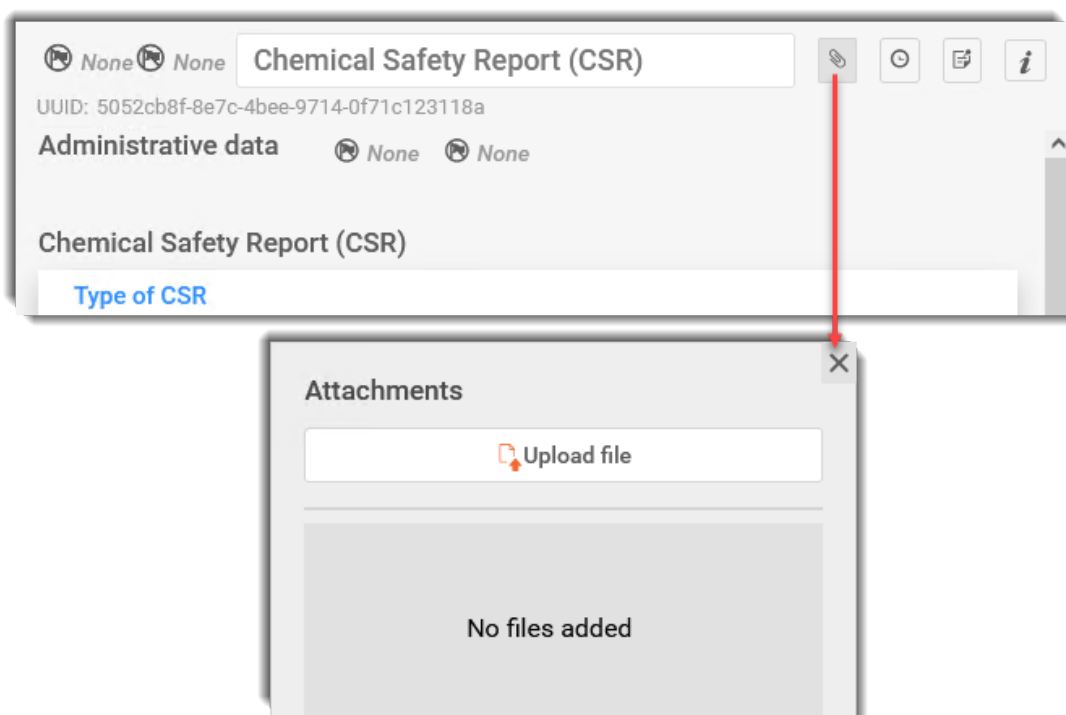 None None Chemical Safety Report (CSR)
UUID: 5052cb8f-8e7c-4bee-9714-0f71c123118a
Administrative data None None
Chemical Safety Report (CSR)
Type of CSR
Attachments
Upload file
No files added